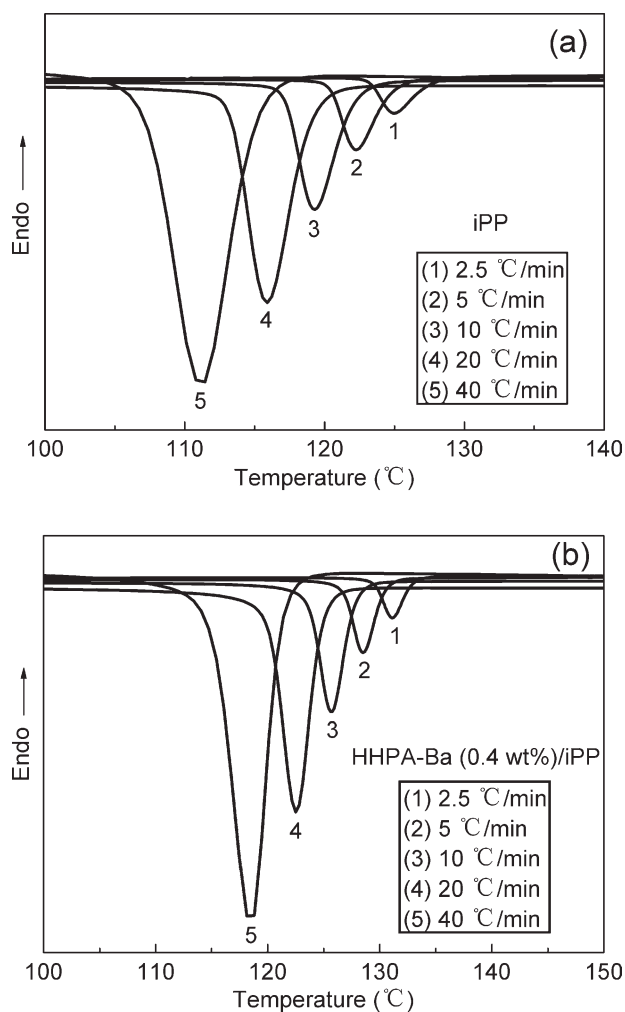 (a)
1
2
3
4
5
Endo
iPP
(1) 2.5 ℃/min
(2) 5 ℃/min
(3) 10 ℃/min
(4) 20 ℃/min
(5) 40 ℃/min
100 110 120 130 140
Temperature (℃)
(b)
1
2
3
4
5
Endo
HHPA-Ba (0.4 wt%)/iPP
(1) 2.5 ℃/min
(2) 5 ℃/min
(3) 10 ℃/min
(4) 20 ℃/min
(5) 40 ℃/min
100 110 120 130 140 150
Temperature (℃)